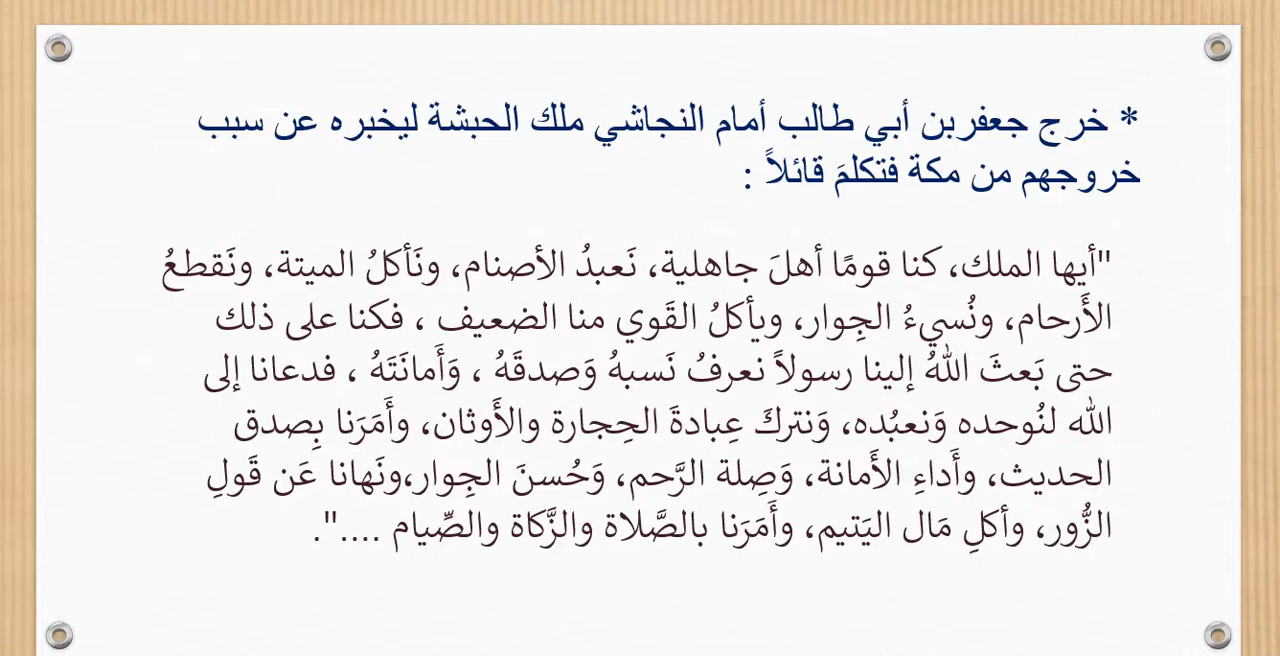 * خرج جعفربن أبي طالب أمام النجاشي ملك الحبشة ليخبره عن سبب
خروجهم من مكة فتكلمَ قائلاً :
"أيها الملك، كنا قومًا أهلَ جاهلية، نَعبدُ الأصنام، ونَأكلُ الميتة، ونَقطعُ
الأَرحام، ونُسيءُ الجِوار، ويأكلُ القَوي منا الضعيف ، فكنا على ذلك
حتى بَعثَ اللهُ إلينا رسولاً نعرفُ نَسبهُ وَصدقَهُ ، وَأَمانَتَهُ ، فدعانا إلى
الله لنُوحده وَنعبُده، وَنتركَ عِبادةَ الحِجارة والأَوثان، وأَمَرَنا بِصدق
الحديث، وأَداءِ الأَمانة، وَصِلة الرَّحم، وَحُسنَ الجِوار،ونَهانا عَن قَولِ
الزُّور، وأكلِ مَال اليَتيم، وأَمَرَنا بالصَّلاة والزَّكاة والصِّيام ....".